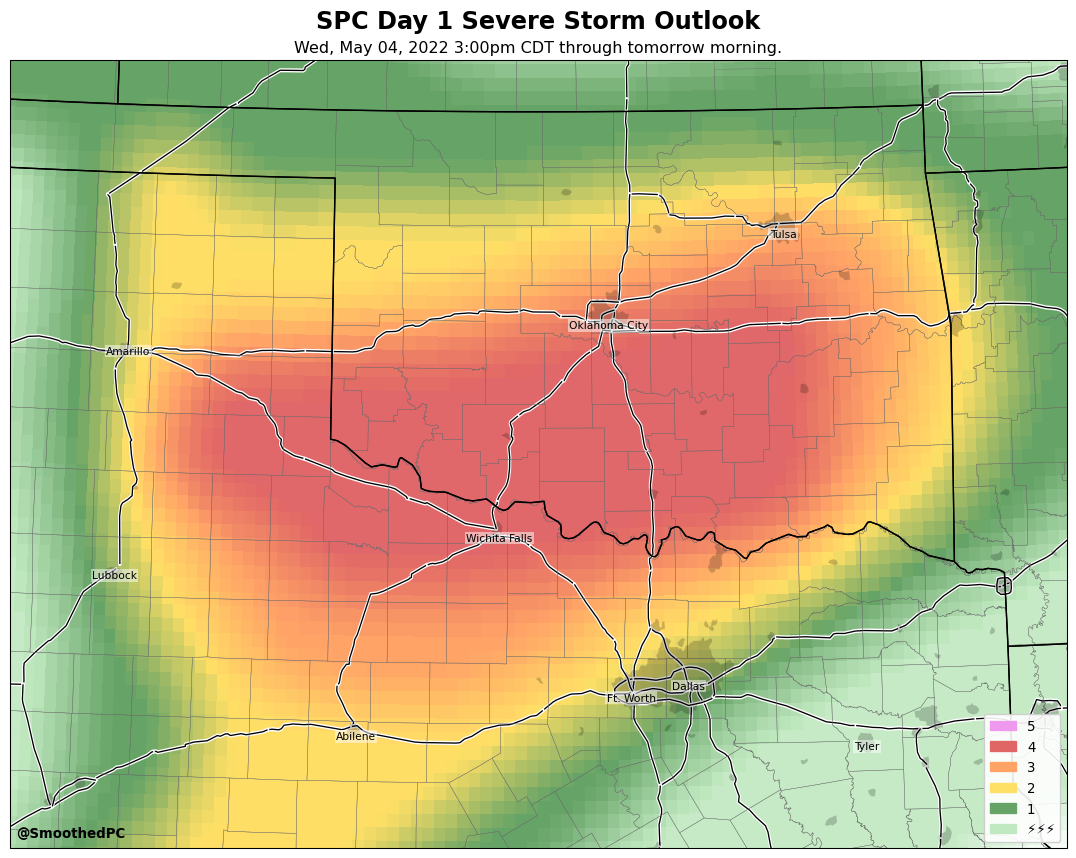 SPC Day 1 Severe Storm Outlook
Wed, May 04, 2022 3:00pm CDT through tomorrow morning.
Tulsa
Oklahoma City
Amarillo
Wichita Falls
Lubbock
Dallas
Ft. Worth
Abilene
Tyler
5
4
3
2
1
⚡⚡⚡
@SmoothedPC